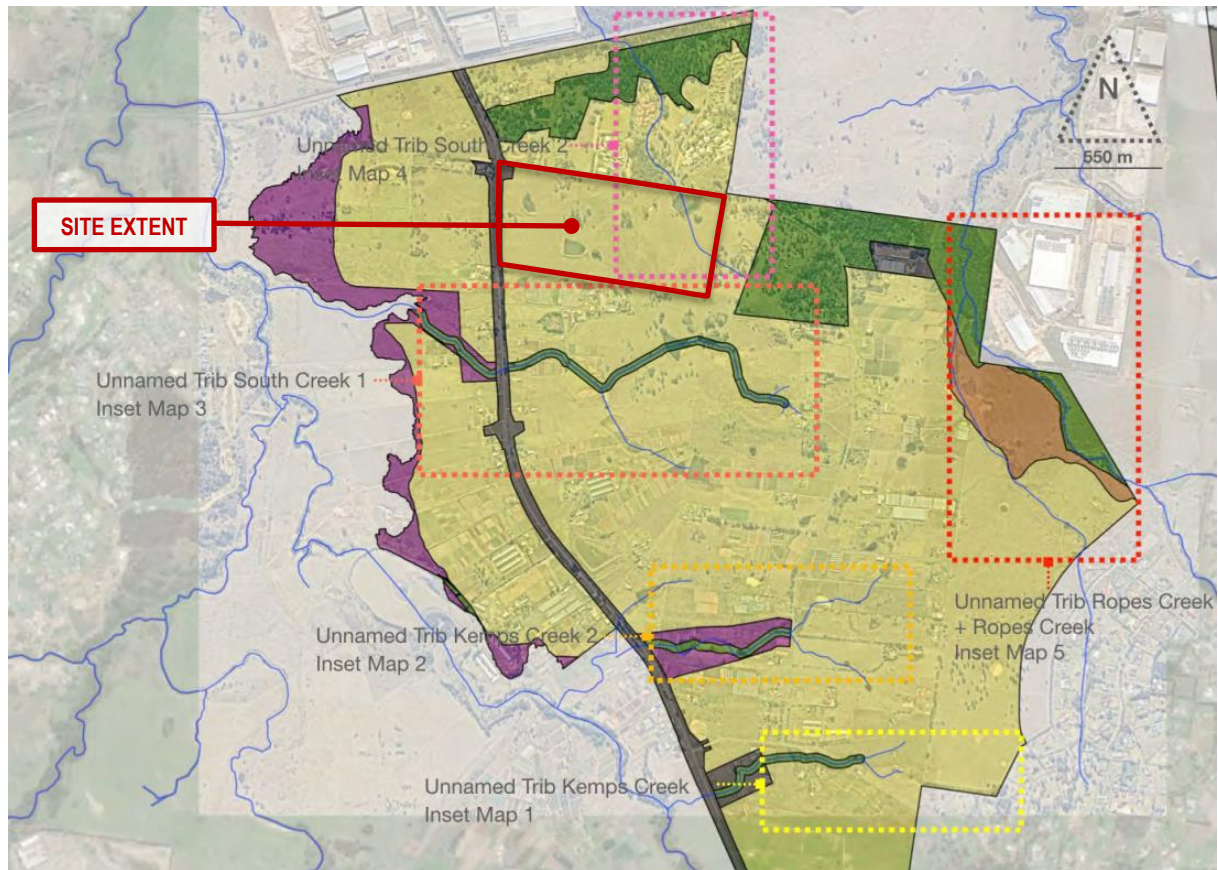 N
550 m
Unnamed Trib South Creek 2
Inset Map 4
SITE EXTENT
Unnamed Trib South Creek 1
Inset Map 3
Unnamed Trib Ropes Creek
+ Ropes Creek
Inset Map 5
Unnamed Trib Kemps Creek 2
Inset Map 2
Unnamed Trib Kemps Creek
Inset Map 1